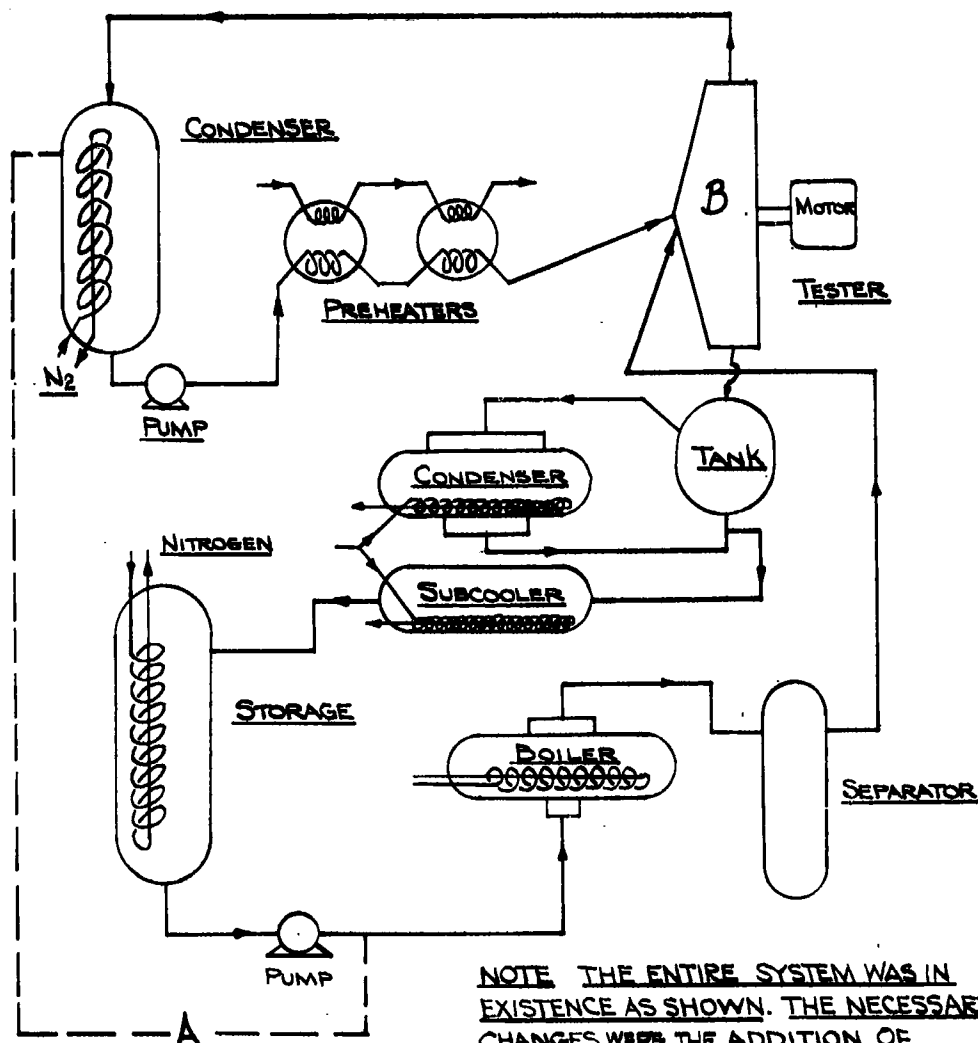 CONDENSER
B
MOTOR
TESTER
PREHEATERS
N2
PUMP
TANK
CONDENSER
NITROGEN
SUBCOOLER
STORAGE
BOILER
SEPARATOR
PUMP
A
NOTE THE ENTIRE SYSTEM WAS IN
EXISTENCE AS SHOWN. THE
CHANGES WERE THE ADDITION OF